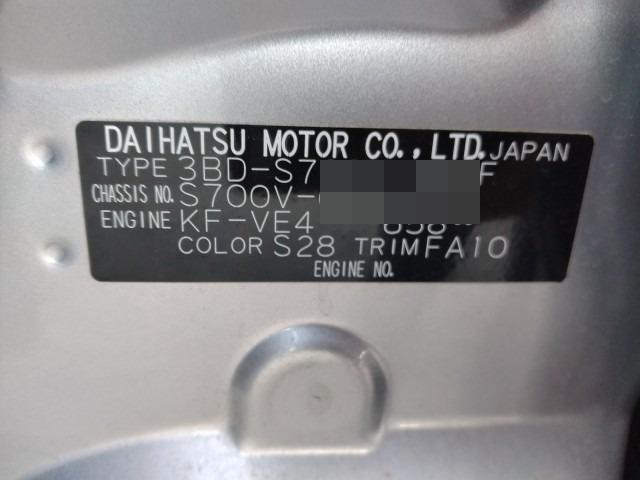 DAIHATSU MOTOR CO., LTD. JAPAN
TYPE 3BD-S7 F
CHASSIS NO. S700V-
ENGINE KF-VE4 658
COLOR S28 TRIM FA10
ENGINE NO.